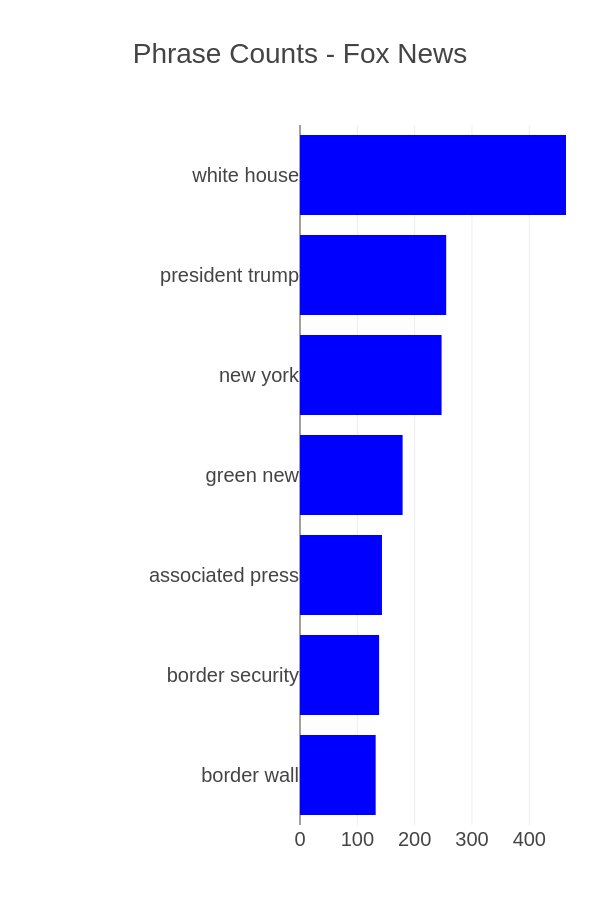 Phrase Counts - Fox News
white house
president trump
new york
green new
associated press
border security
border wall
0 100 200 300 400